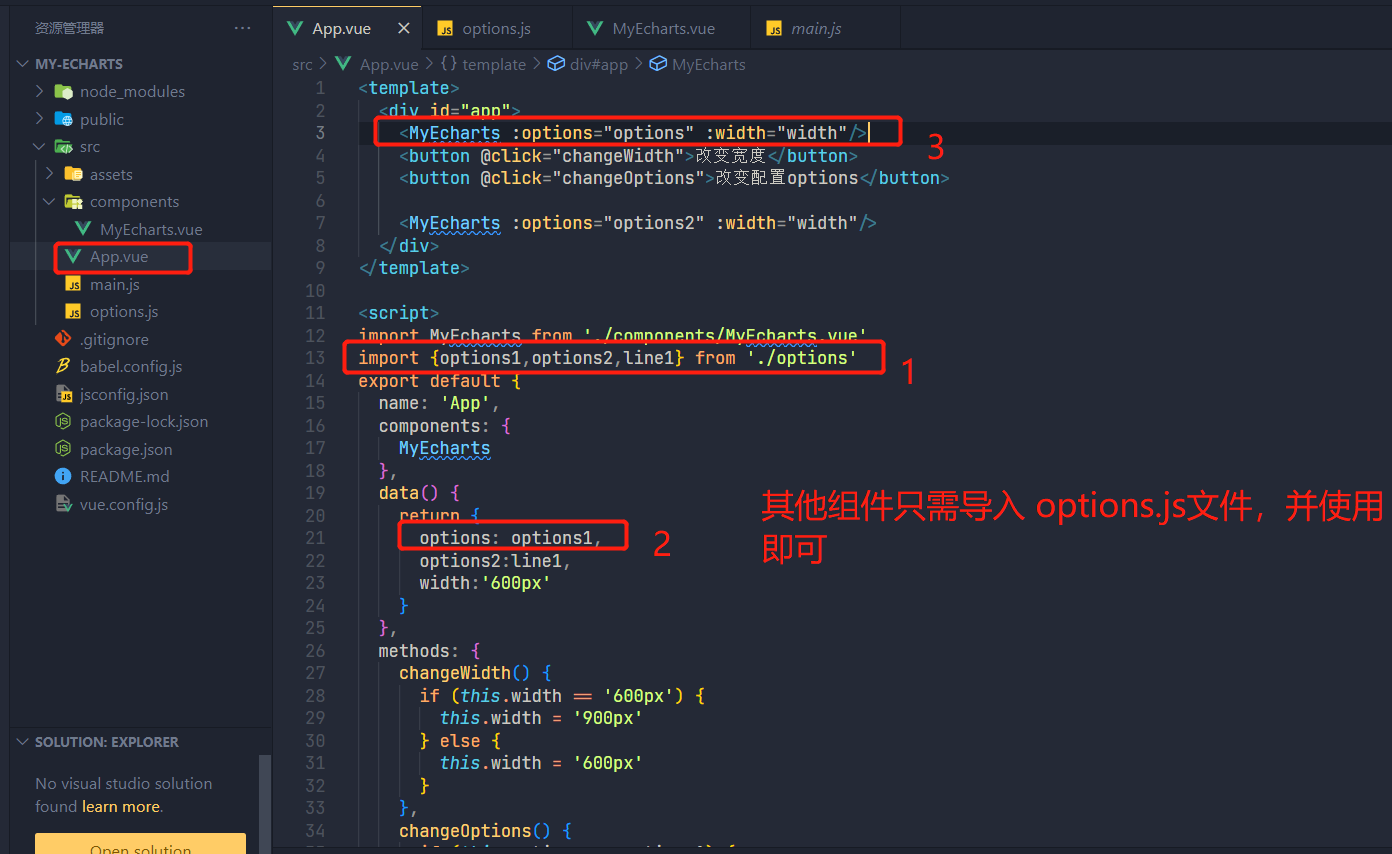 资源管理器 ···
App.vue
options.js
MyEcharts.vue
main.js
MY-ECHARTS
src > App.vue > {} template > div#app > MyEcharts
node_modules
public
src
assets
components
MyEcharts.vue
App.vue
main.js
options.js
.gitignore
babel.config.js
jsconfig.json
package-lock.json
package.json
README.md
vue.config.js
SOLUTION: EXPLORER
No visual studio solution
found learn more.
Open solution
1 <template>
2 <div id="app">
3 <MyEcharts :options="options" :width="width"/>
3
4 <button @click="changeWidth">改变宽度</button>
5 <button @click="changeOptions">改变配置options</button>
6
7 <MyEcharts :options="options2" :width="width"/>
8 </div>
9 </template>
10
11 <script>
12 import MyEcharts from './components/MyEcharts.vue'
13 import {options1,options2,line1} from './options'
1
14 export default {
15 name: 'App',
16 components: {
17 MyEcharts
18 },
19 data() {
20 return {
21 options: options1,
2
22 options2:line1,
23 width:'600px'
24 }
25 },
26 methods: {
27 changeWidth() {
28 if (this.width == '600px') {
29 this.width = '900px'
30 } else {
31 this.width = '600px'
32 }
33 },
34 changeOptions() {
其他组件只需导入 options.js文件，并使用
即可